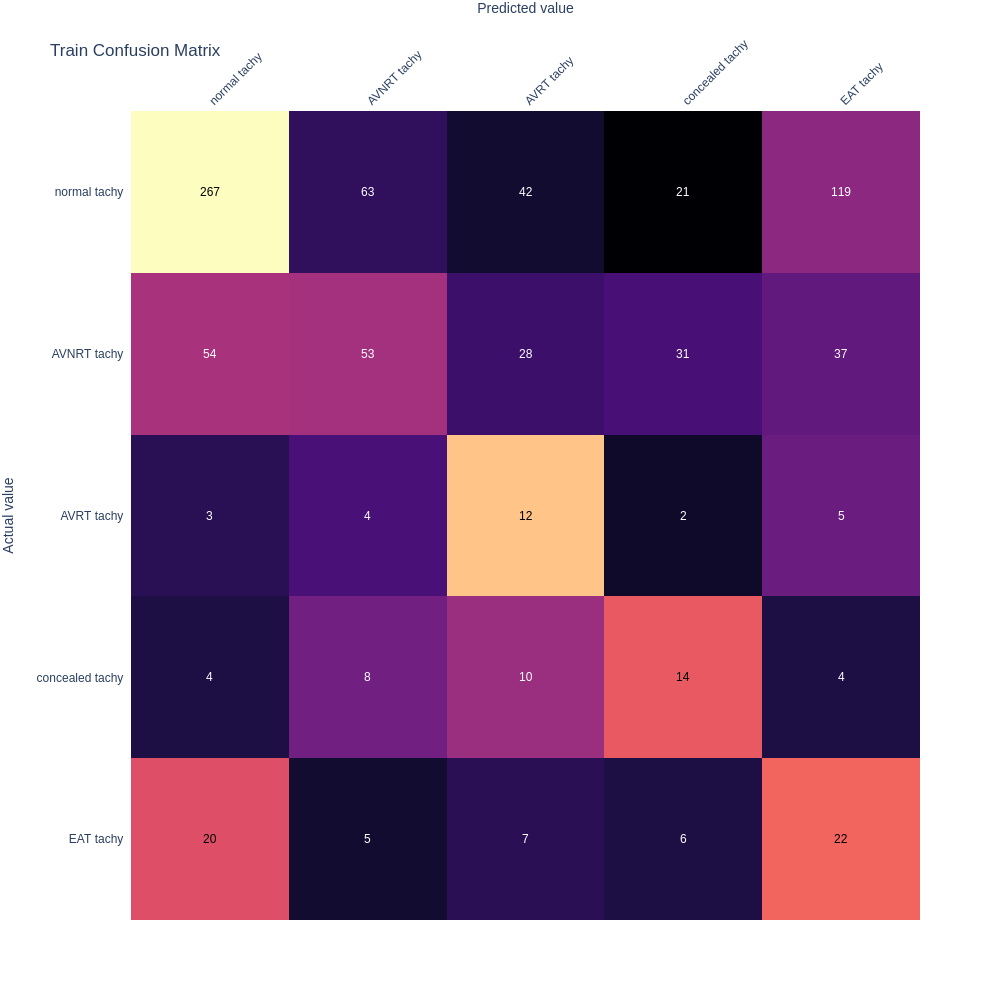 Predicted value
Train Confusion Matrix
normal tachy AVNRT tachy AVRT tachy concealed tachy EAT tachy
normal tachy 267 63 42 21 119
AVNRT tachy 54 53 28 31 37
AVRT tachy 3 4 12 2 5
Actual value
concealed tachy 4 8 10 14 4
EAT tachy 20 5 7 6 22